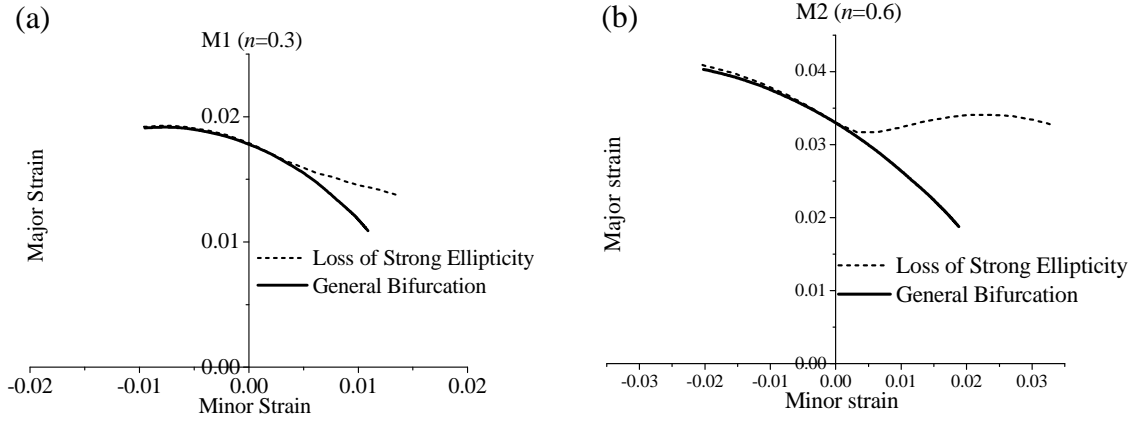 (a)
M1 (n=0.3)
0.02
0.01
0.00
Major Strain
Loss of Strong Ellipticity
General Bifurcation
-0.02 -0.01 0.00 0.01 0.02
Minor Strain
(b)
M2 (n=0.6)
0.04
0.03
0.02
0.01
0.00
Major strain
Loss of Strong Ellipticity
General Bifurcation
-0.03 -0.02 -0.01 0.00 0.01 0.02 0.03
Minor strain